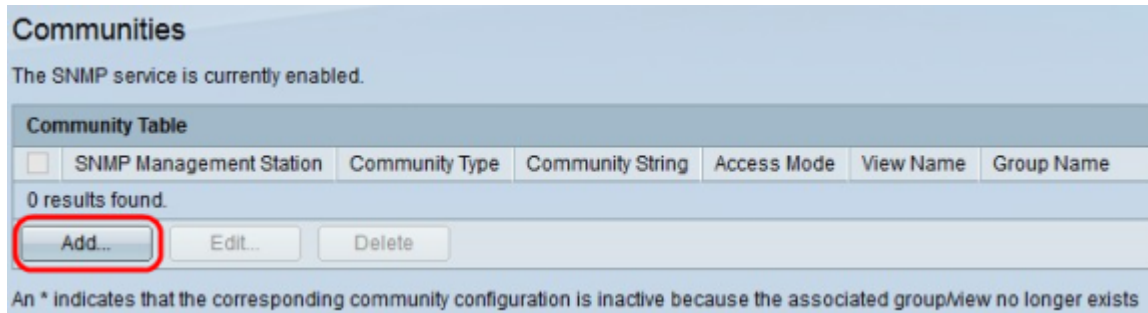 Communities
The SNMP service is currently enabled.
Community Table
SNMP Management Station Community Type Community String Access Mode View Name Group Name
0 results found.
Add... Edit... Delete
An * indicates that the corresponding community configuration is inactive because the associated group/view no longer exists